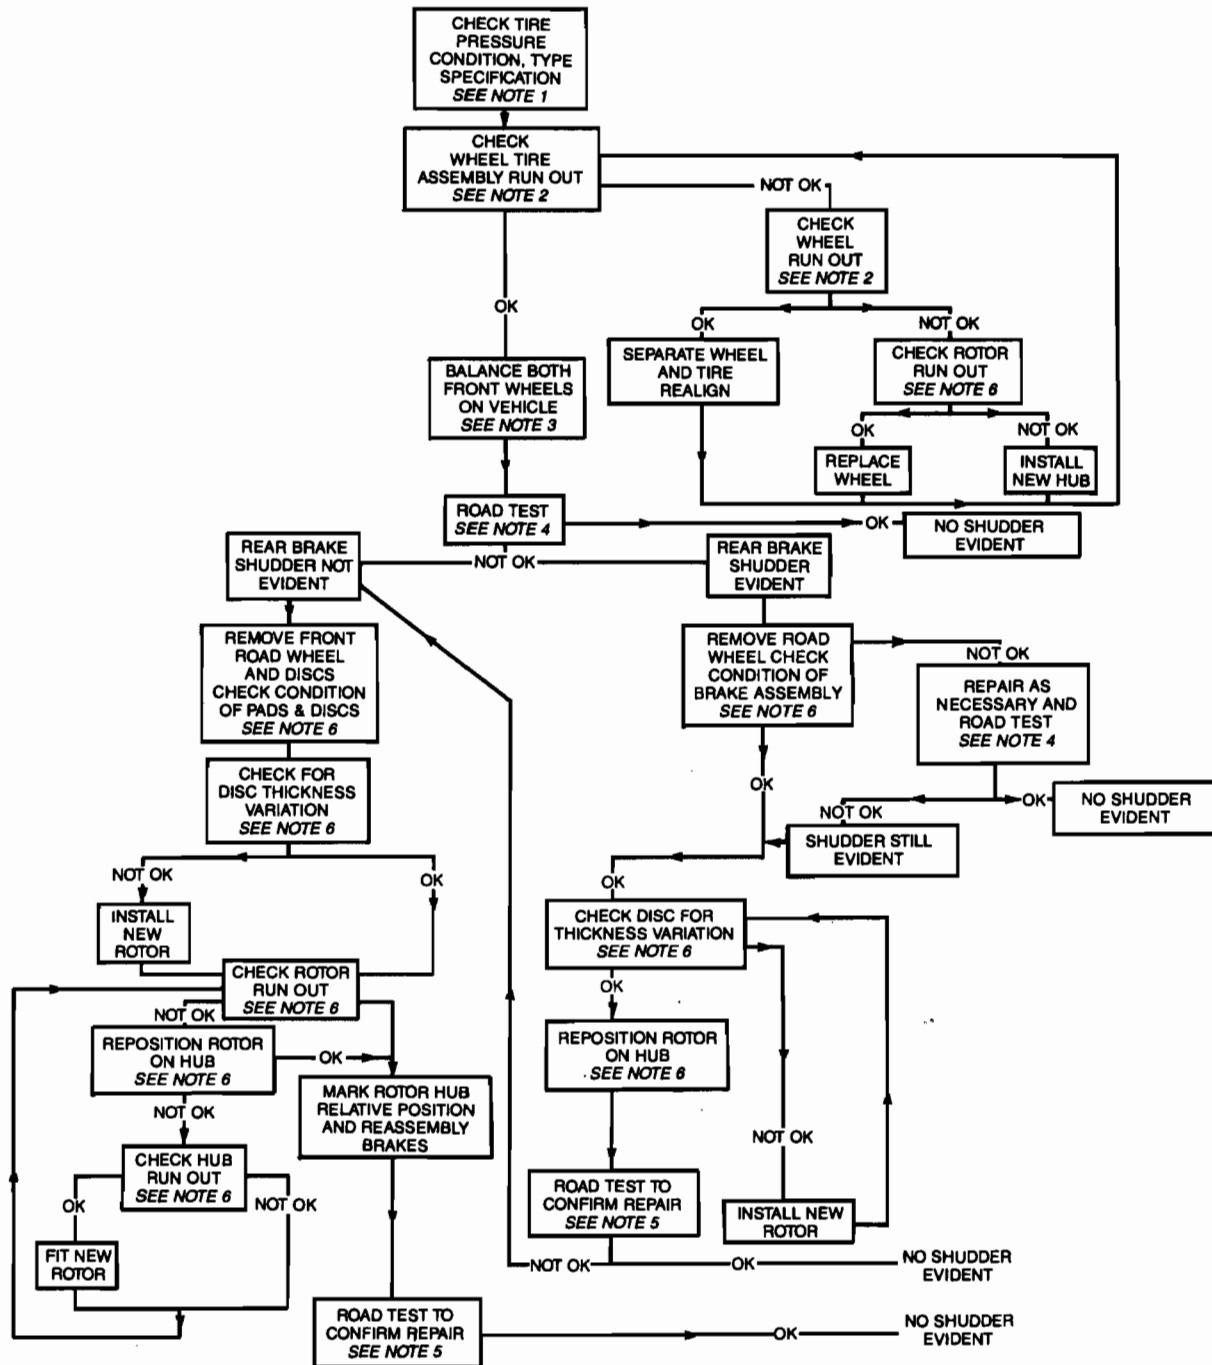 CHECK TIRE
PRESSURE
CONDITION, TYPE
SPECIFICATION
SEE NOTE 1
CHECK
WHEEL TIRE
ASSEMBLY RUN OUT
SEE NOTE 2
NOT OK
CHECK
WHEEL
RUN OUT
SEE NOTE 2
OK
OK
NOT OK
SEPARATE WHEEL
AND TIRE
REALIGN
CHECK ROTOR
RUN OUT
SEE NOTE 6
BALANCE BOTH
FRONT WHEELS
ON VEHICLE
SEE NOTE 3
OK
NOT OK
REPLACE
WHEEL
INSTALL
NEW HUB
ROAD TEST
SEE NOTE 4
OK
NO SHUDDER
EVIDENT
REAR BRAKE
SHUDDER NOT
EVIDENT
NOT OK
REAR BRAKE
SHUDDER
EVIDENT
REMOVE FRONT
ROAD WHEEL
AND DISCS
CHECK CONDITION
OF PADS & DISCS
SEE NOTE 6
REMOVE ROAD
WHEEL CHECK
CONDITION OF
BRAKE ASSEMBLY
SEE NOTE 6
NOT OK
REPAIR AS
NECESSARY AND
ROAD TEST
SEE NOTE 4
CHECK FOR
DISC THICKNESS
VARIATION
SEE NOTE 6
OK
NOT OK
OK
NO SHUDDER
EVIDENT
SHUDDER STILL
EVIDENT
NOT OK
OK
OK
INSTALL
NEW
ROTOR
CHECK DISC FOR
THICKNESS VARIATION
SEE NOTE 6
CHECK ROTOR
RUN OUT
SEE NOTE 6
OK
NOT OK
REPOSITION ROTOR
ON HUB
SEE NOTE 6
OK
REPOSITION ROTOR
ON HUB
SEE NOTE 6
MARK ROTOR HUB
RELATIVE POSITION
AND REASSEMBLY
BRAKES
NOT OK
NOT OK
CHECK HUB
RUN OUT
SEE NOTE 6
OK
NOT OK
ROAD TEST TO
CONFIRM REPAIR
SEE NOTE 5
INSTALL NEW
ROTOR
FIT NEW
ROTOR
NOT OK
OK
NO SHUDDER
EVIDENT
ROAD TEST TO
CONFIRM REPAIR
SEE NOTE 5
OK
NO SHUDDER
EVIDENT